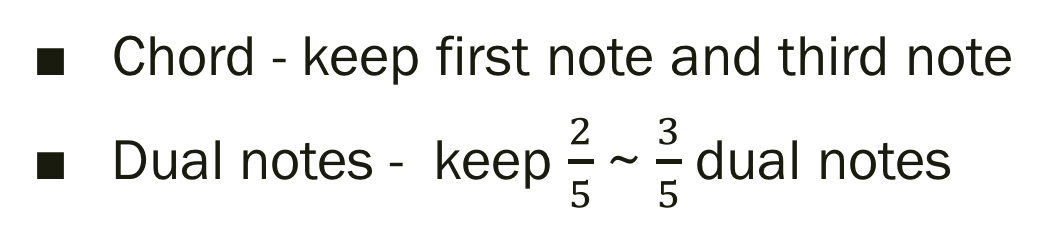 ■ Chord - keep first note and third note
■ Dual notes - keep 2/5 ~ 3/5 dual notes